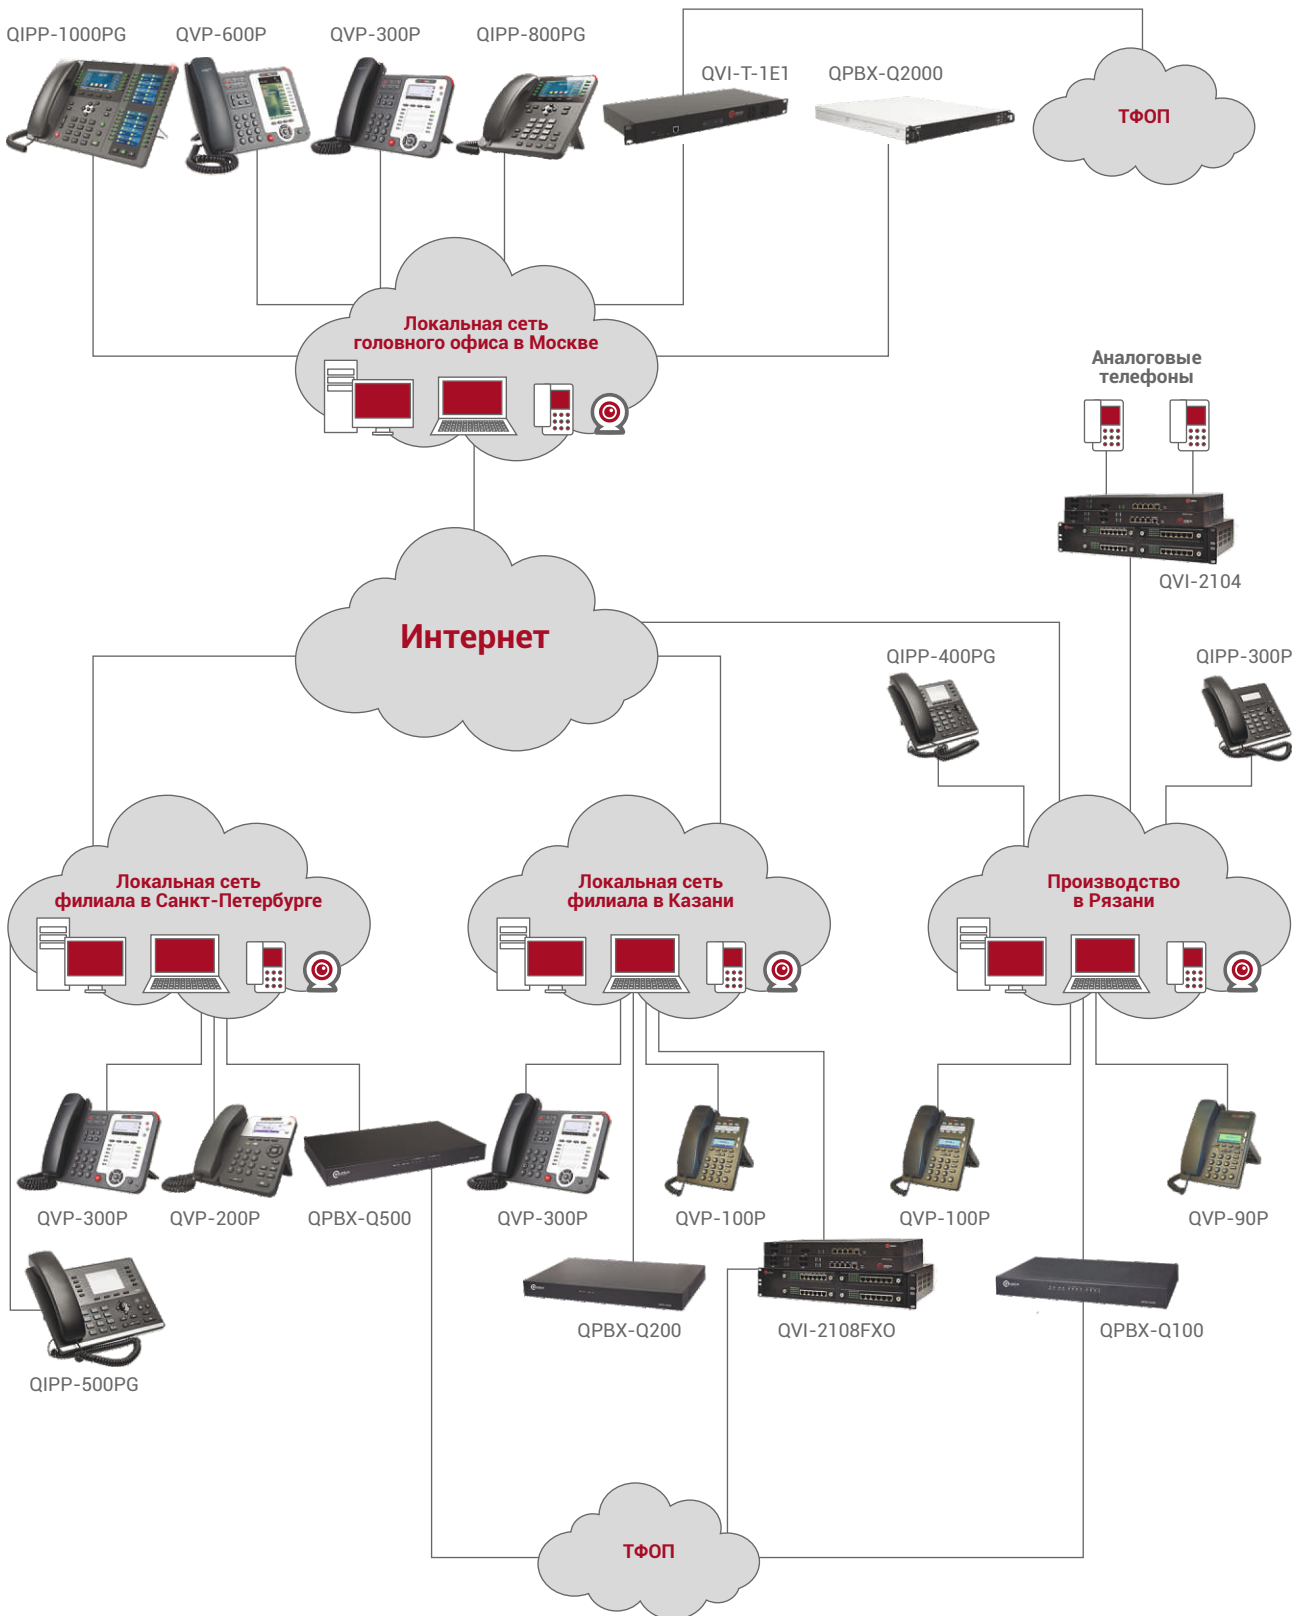 QIPP-1000PG
QVP-600P
QVP-300P
QIPP-800PG
QVI-T-1E1
QPBX-Q2000
ТФОП
Локальная сеть
головного офиса в Москве
Аналоговые
телефоны
QVI-2104
Интернет
QIPP-400PG
QIPP-300P
Локальная сеть
филиала в Санкт-Петербурге
Локальная сеть
филиала в Казани
Производство
в Рязани
QVP-300P
QVP-200P
QPBX-Q500
QVP-300P
QVP-100P
QVP-100P
QVP-90P
QPBX-Q200
QVI-2108FXO
QPBX-Q100
QIPP-500PG
ТФОП